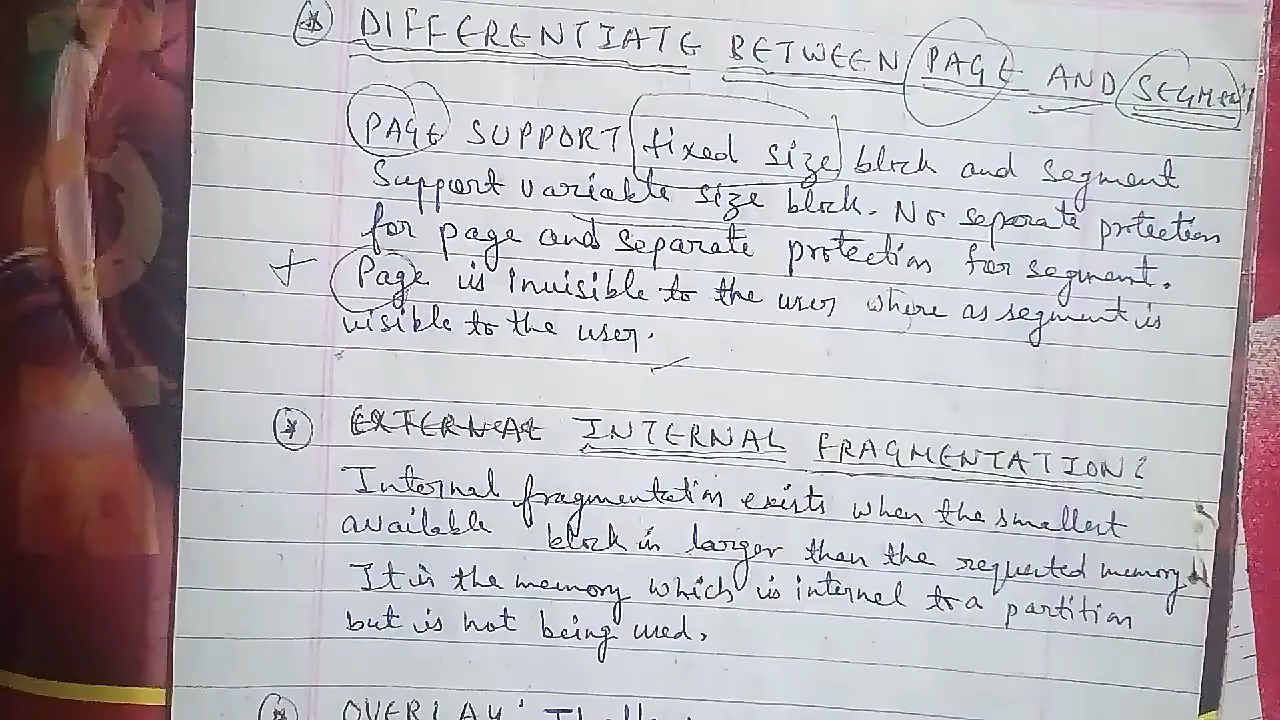 DIFFERENTIATE BETWEEN PAGE AND SEGMENT
PAGE SUPPORT fixed size block and segment
Support variable size block. No seperate protection
for page and separate protection for segment.
Page is invisible to the user where as segment is
visible to the user.
EXTERNAL INTERNAL FRAGMENTATION?
Internal fragmentation exists when the smallest
available block is larger than the requested memory.
It is the memory which is internal to a partition
but is not being used.
OVERLAY: